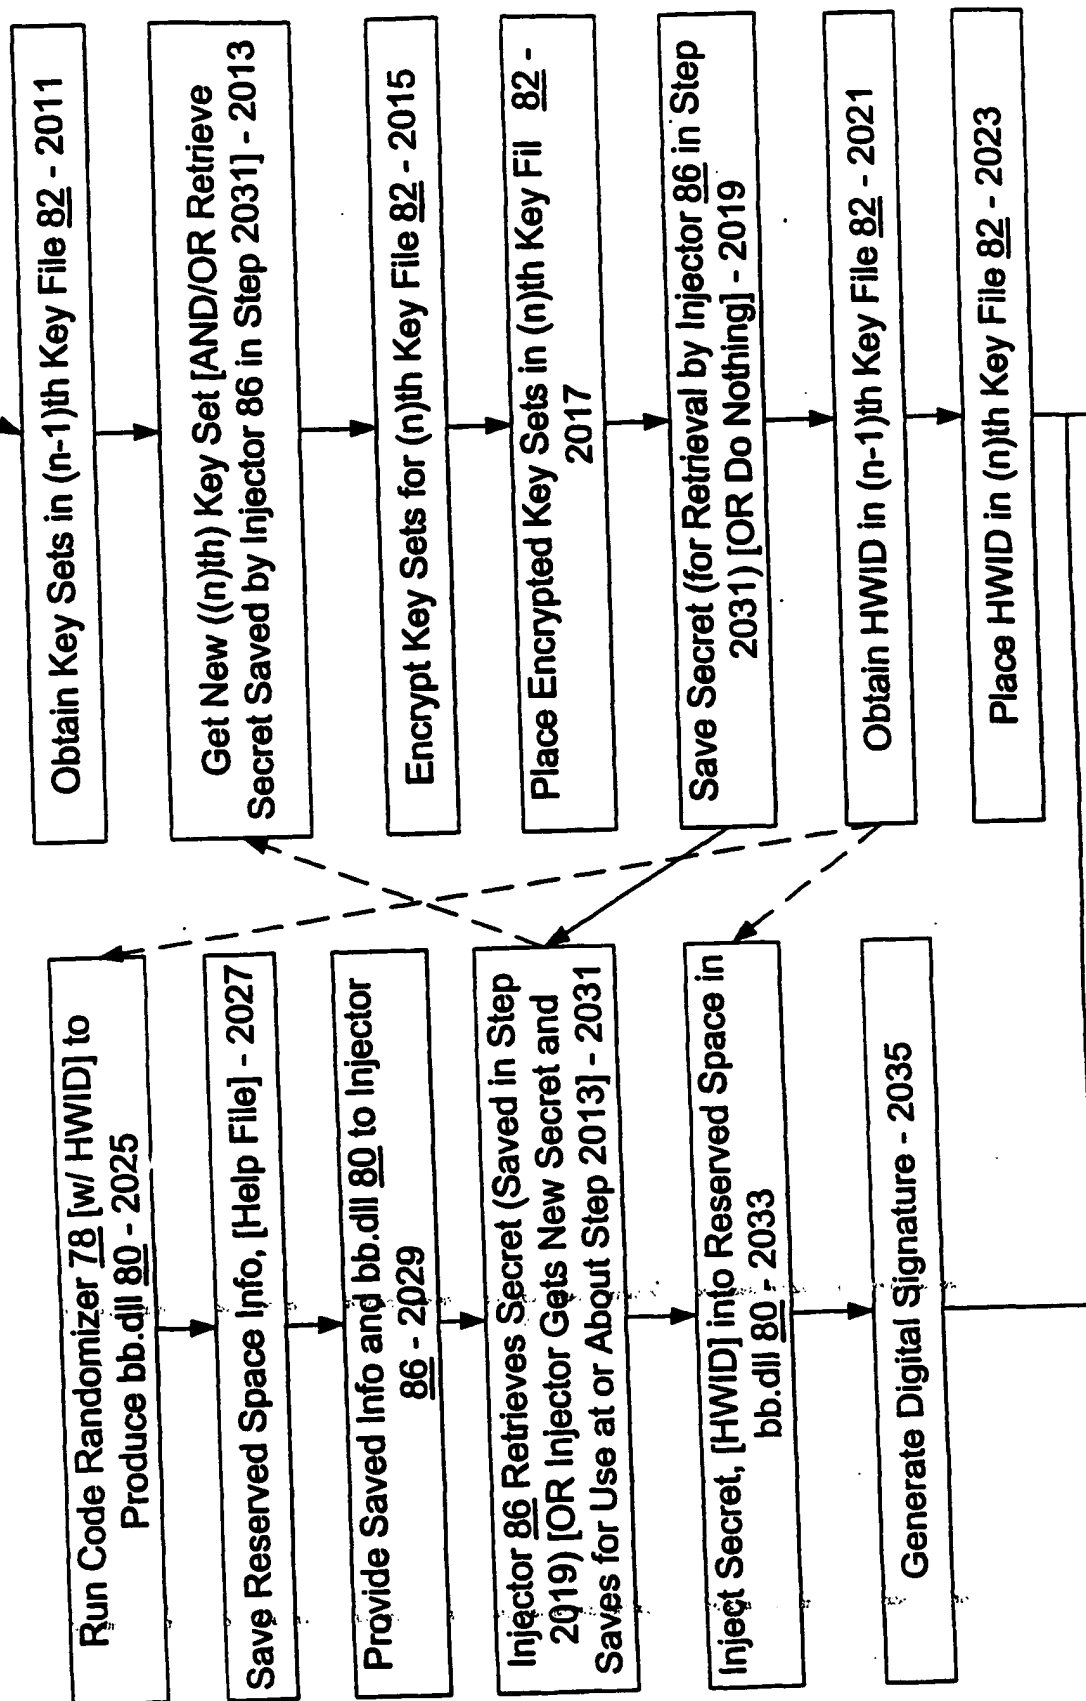 Obtain Key Sets in (n-1)th Key File 82 - 2011
Get New ((n)th) Key Set [AND/OR Retrieve
Secret Saved by Injector 86 in Step 2031] - 2013
Encrypt Key Sets for (n)th Key File 82 - 2015
Place Encrypted Key Sets in (n)th Key Fil 82 -
2017
Save Secret (for Retrieval by Injector 86 in Step
2031) [OR Do Nothing] - 2019
Obtain HWID in (n-1)th Key File 82 - 2021
Place HWID in (n)th Key File 82 - 2023
Run Code Randomizer 78 [w/ HWID] to
Produce bb.dll 80 - 2025
Save Reserved Space Info, [Help File] - 2027
Provide Saved Info and bb.dll 80 to Injector
86 - 2029
Injector 86 Retrieves Secret (Saved in Step
2019) [OR Injector Gets New Secret and
Saves for Use at or About Step 2013] - 2031
Inject Secret, [HWID] into Reserved Space in
bb.dll 80 - 2033
Generate Digital Signature - 2035